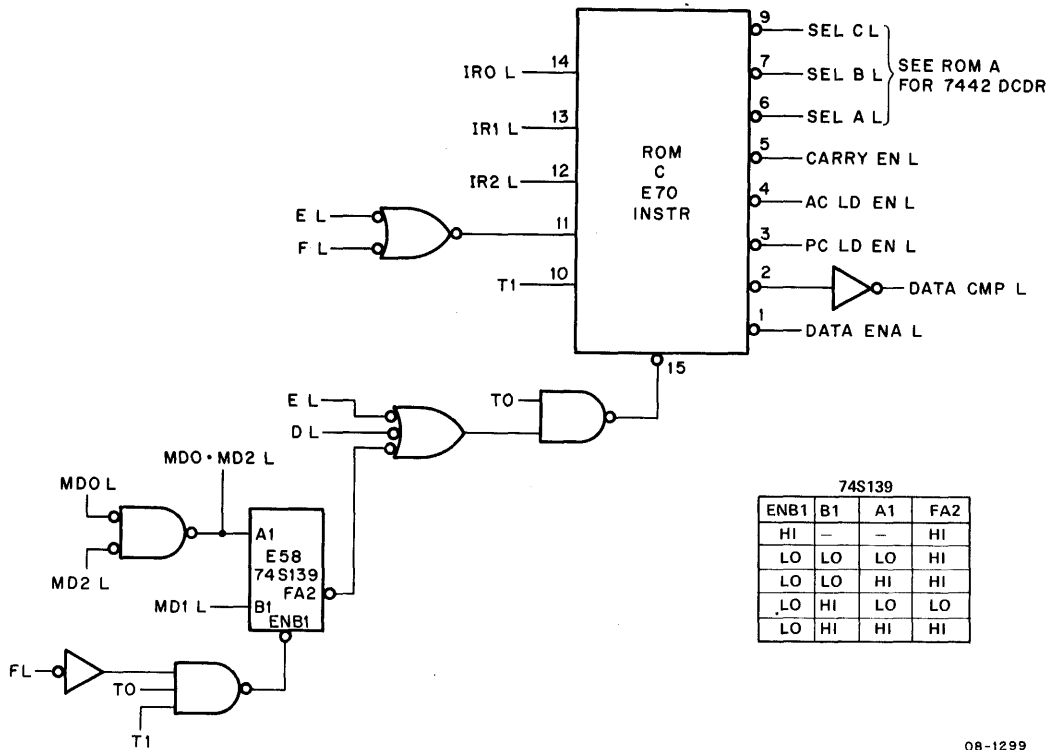 9
SEL C L
7
SEL B L
SEE ROM A
FOR 7442 DCDR
6
SEL A L
14
IR0 L
13
IR1 L
12
IR2 L
ROM
C
E70
INSTR
5
CARRY EN L
4
AC LD EN L
3
PC LD EN L
2
DATA CMP L
1
DATA ENA L
E L
F L
11
T1
10
15
E L
D L
T0
MD0 • MD2 L
MD0 L
MD2 L
A1
E58
74S139
FA2
MD1 L
B1
ENB1
FL
T0
T1
74S139
ENB1 B1 A1 FA2
HI — — HI
LO LO LO HI
LO LO HI HI
LO HI LO LO
LO HI HI HI
08-1299